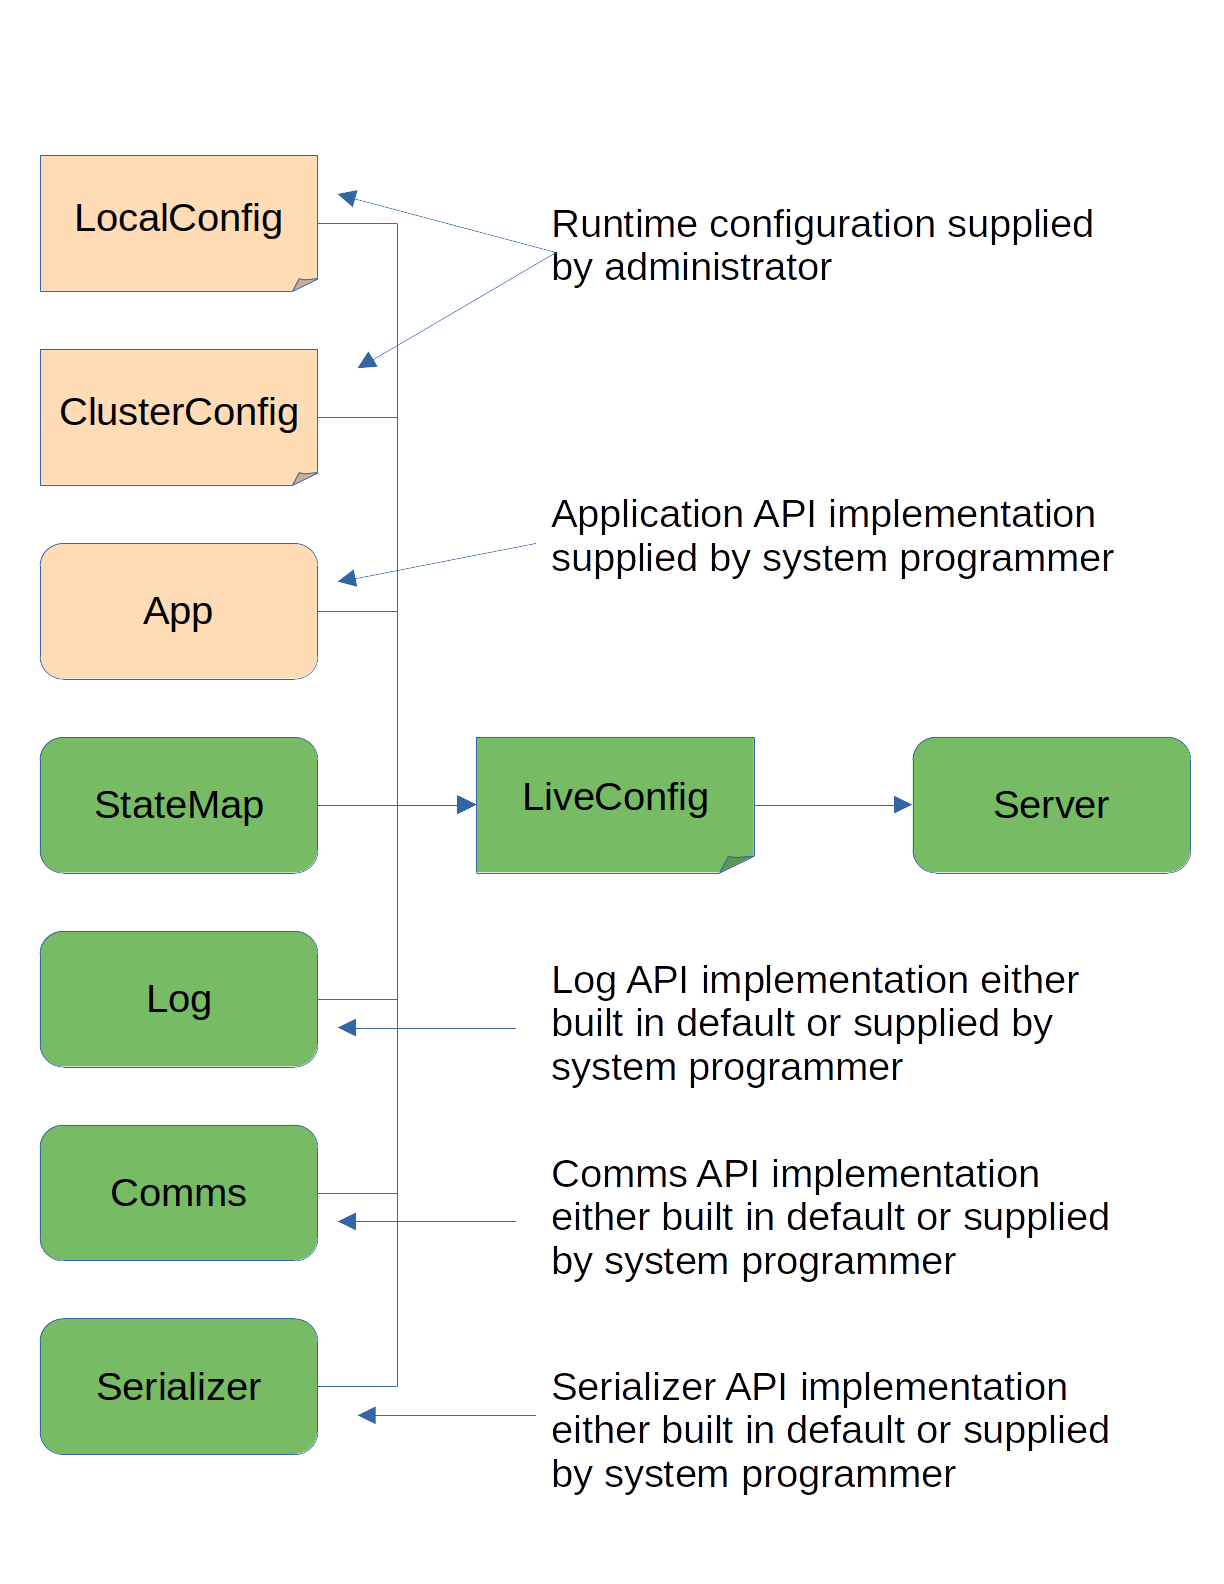 LocalConfig
Runtime configuration supplied
by administrator
ClusterConfig
Application API implementation
supplied by system programmer
App
StateMap
LiveConfig
Server
Log
Log API implementation either
built in default or supplied by
system programmer
Comms
Comms API implementation
either built in default or supplied
by system programmer
Serializer
Serializer API implementation
either built in default or supplied
by system programmer